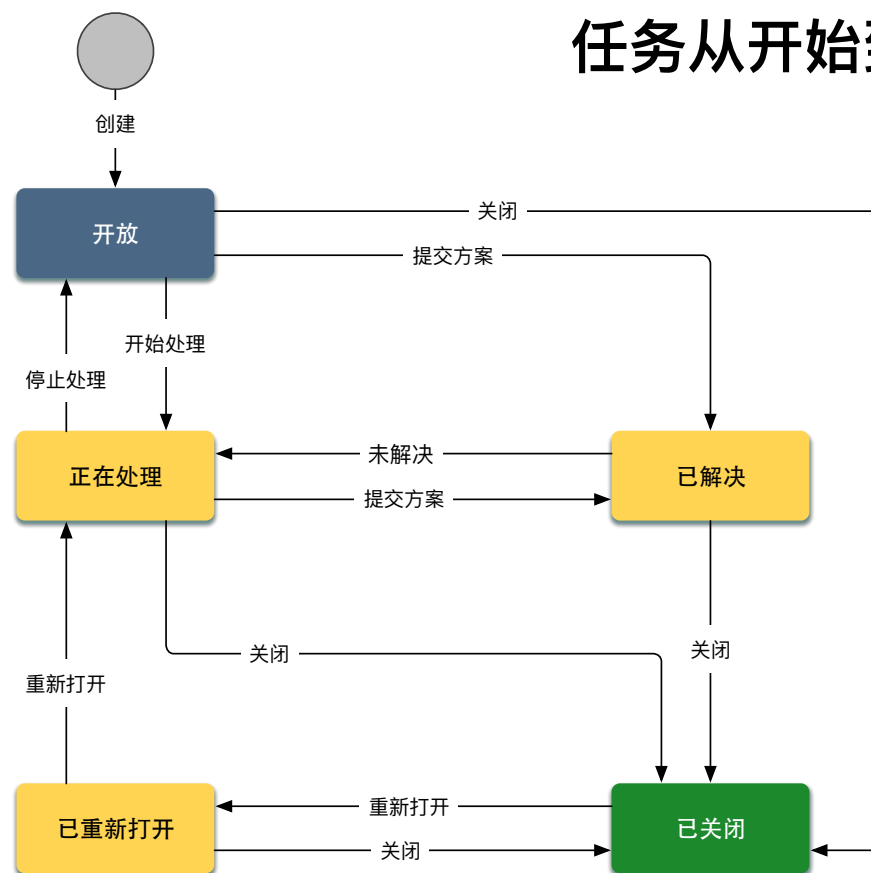 任务从开始到
创建
关闭
开放
提交方案
开始处理
停止处理
未解决
正在处理
已解决
提交方案
关闭
关闭
重新打开
重新打开
已重新打开
已关闭
关闭